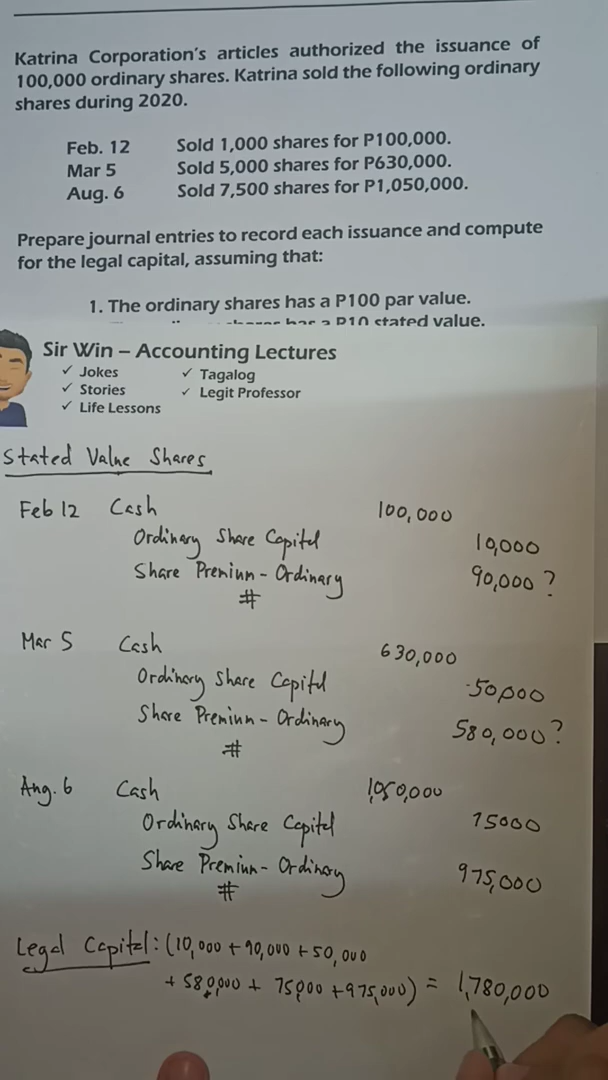 Katrina Corporation's articles authorized the issuance of
100,000 ordinary shares. Katrina sold the following ordinary
shares during 2020.
Feb. 12 Sold 1,000 shares for P100,000.
Mar 5 Sold 5,000 shares for P630,000.
Aug. 6 Sold 7,500 shares for P1,050,000.
Prepare journal entries to record each issuance and compute
for the legal capital, assuming that:
1. The ordinary shares has a P100 par value.
shares has a P10 stated value.
Sir Win – Accounting Lectures
✓ Jokes ✓ Tagalog
✓ Stories ✓ Legit Professor
✓ Life Lessons
Stated Value Shares
Feb 12 Cash 100,000
Ordinary Share Capital 10,000
Share Premium - Ordinary 90,000?
#
Mar 5 Cash 630,000
Ordinary Share Capital 50,000
Share Premium - Ordinary 580,000?
#
Aug. 6 Cash 1,050,000
Ordinary Share Capital 75000
Share Premium - Ordinary 975,000
#
Legal Capital: (10,000 + 90,000 + 50,000
+ 580,000 + 75,000 + 975,000) = 1,780,000